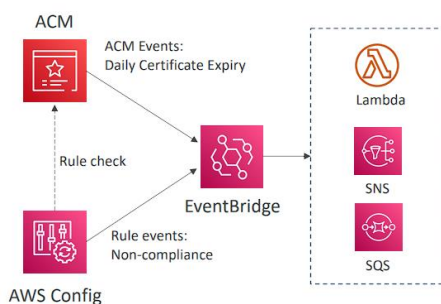 ACM
ACM Events:
Daily Certificate Expiry
Lambda
Rule check
EventBridge
SNS
Rule events:
Non-compliance
SQS
AWS Config